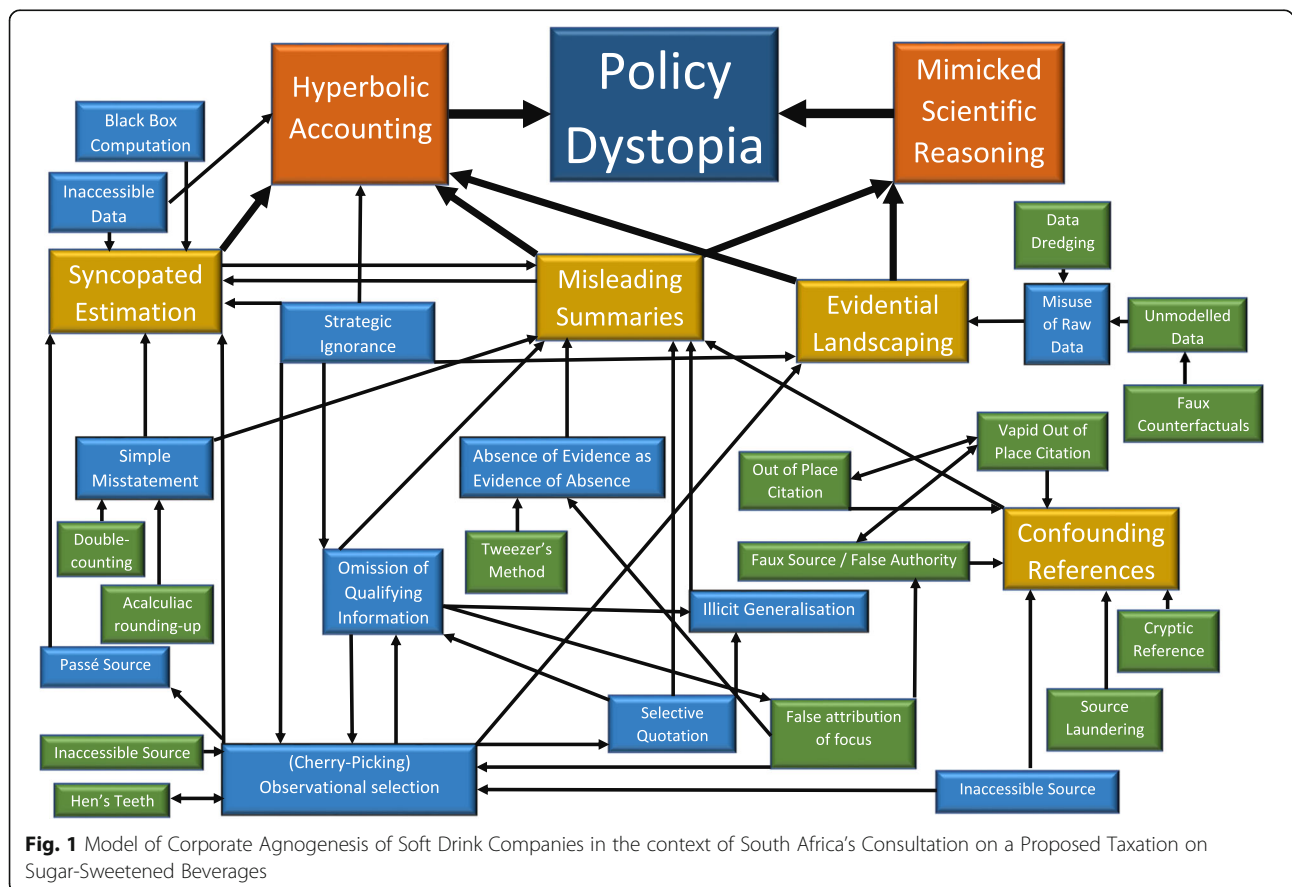 Policy
Dystopia
Hyperbolic
Accounting
Mimicked
Scientific
Reasoning
Black Box
Computation
Inaccessible
Data
Data
Dredging
Syncopated
Estimation
Misleading
Summaries
Evidential
Landscaping
Misuse
of Raw
Data
Unmodelled
Data
Strategic
Ignorance
Faux
Counterfactuals
Simple
Misstatement
Absence of Evidence as
Evidence of Absence
Vapid Out of
Place Citation
Out of Place
Citation
Double-
counting
Tweezer's
Method
Faux Source / False Authority
Confounding
References
Omission of
Qualifying
Information
Acalculiac
rounding-up
Illicit Generalisation
Cryptic
Reference
Passé Source
Selective
Quotation
False attribution
of focus
Source
Laundering
Inaccessible Source
(Cherry-Picking)
Observational selection
Inaccessible Source
Hen's Teeth
Fig. 1 Model of Corporate Agnogenesis of Soft Drink Companies in the context of South Africa's Consultation on a Proposed Taxation on
Sugar-Sweetened Beverages